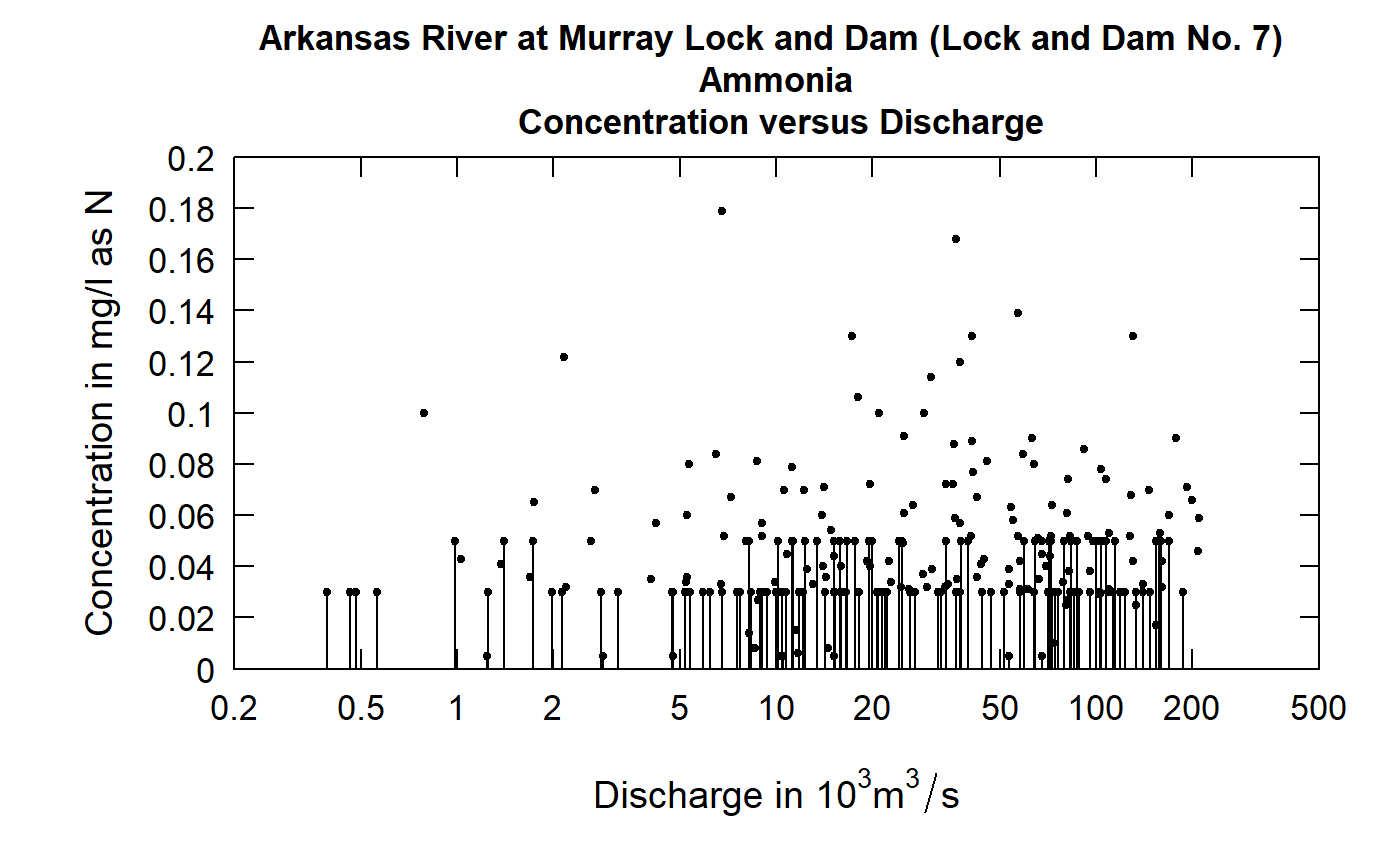 Arkansas River at Murray Lock and Dam (Lock and Dam No. 7)
Ammonia
Concentration versus Discharge
Concentration in mg/l as N
0.2
0.18
0.16
0.14
0.12
0.1
0.08
0.06
0.04
0.02
0
0.2 0.5 1 2 5 10 20 50 100 200 500
Discharge in 10³m³/s